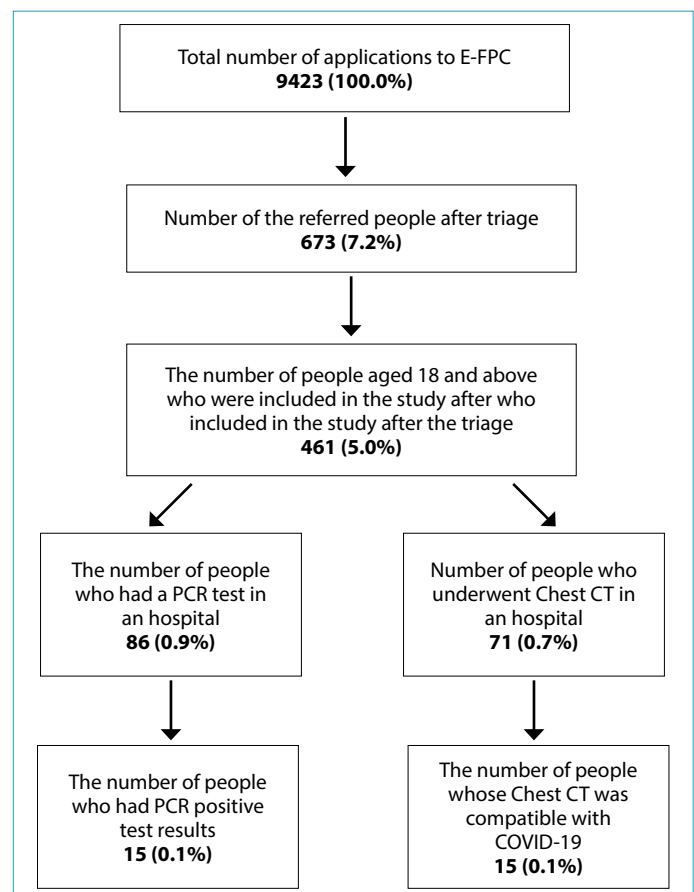 Total number of applications to E-FPC
9423 (100.0%)
Number of the referred people after triage
673 (7.2%)
The number of people aged 18 and above
who were included in the study after who
included in the study after the triage
461 (5.0%)
The number of people
who had a PCR test in
an hospital
86 (0.9%)
Number of people who
underwent Chest CT in
an hospital
71 (0.7%)
The number of people
who had PCR positive
test results
15 (0.1%)
The number of people
whose Chest CT was
compatible with
COVID-19
15 (0.1%)